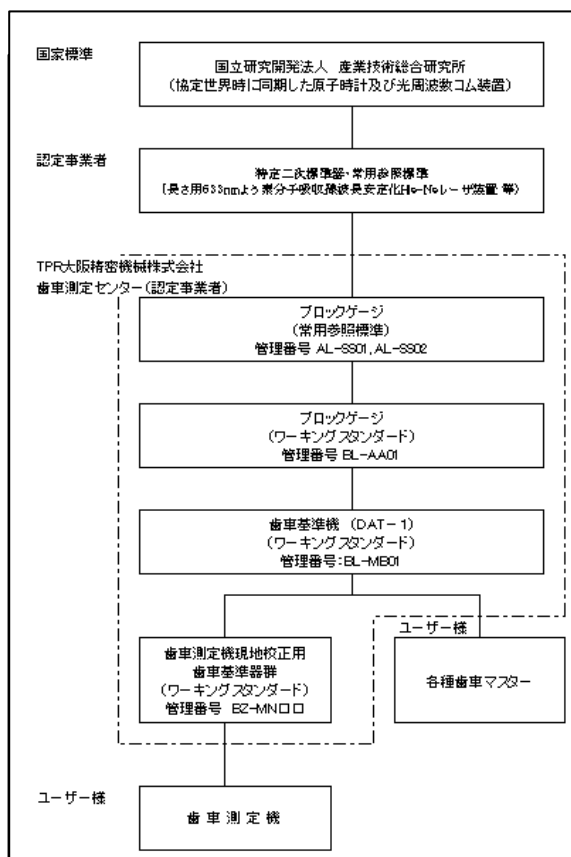 国家標準
国立研究開発法人 産業技術総合研究所
(協定世界時に同期した原子時計及び光周波数コム装置)
認定事業者
特定二次標準器・常用参照標準
(長さ用633nmよう素分子吸収線波長安定化He-Neレーザ装置 等)
TPR大阪精密機械株式会社
歯車測定センター(認定事業者)
ブロックゲージ
(常用参照標準)
管理番号 AL-SS01,AL-SS02
ブロックゲージ
(ワーキングスタンダード)
管理番号 BL-AA01
歯車基準機 (DAT-1)
(ワーキングスタンダード)
管理番号:BL-MB01
ユーザー様
歯車測定機現地校正用
歯車基準器群
(ワーキングスタンダード)
管理番号 BZ-MN□□
各種歯車マスター
ユーザー様
歯車測定機